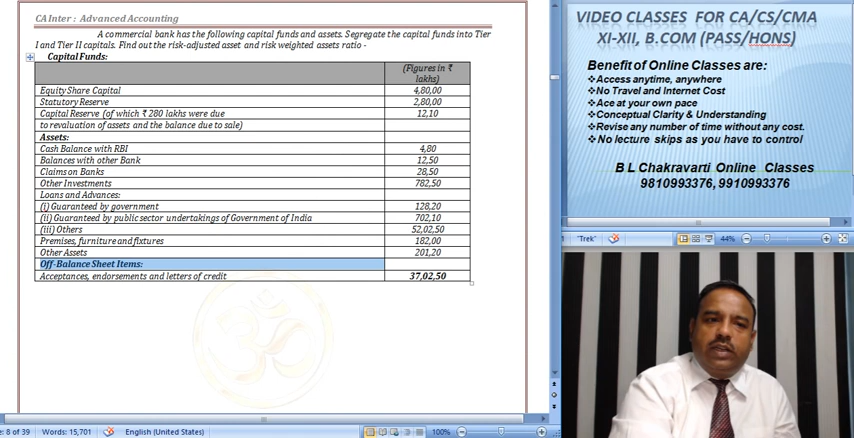 CA Inter : Advanced Accounting
A commercial bank has the following capital funds and assets. Segregate the capital funds into Tier
I and Tier II capitals. Find out the risk-adjusted asset and risk weighted assets ratio -
Capital Funds:
(Figures in ₹
lakhs)
Equity Share Capital 4,80,00
Statutory Reserve 2,80,00
Capital Reserve (of which ₹ 280 lakhs were due 12,10
to revaluation of assets and the balance due to sale)
Assets:
Cash Balance with RBI 4,80
Balances with other Bank 12,50
Claims on Banks 28,50
Other Investments 782,50
Loans and Advances:
(i) Guaranteed by government 128,20
(ii) Guaranteed by public sector undertakings of Government of India 702,10
(iii) Others 52,02,50
Premises, furniture and fixtures 182,00
Other Assets 201,20
Off-Balance Sheet Items:
Acceptances, endorsements and letters of credit 37,02,50
e: 8 of 39 Words: 15,701 English (United States) 100%
VIDEO CLASSES FOR CA/CS/CMA
XI-XII, B.COM (PASS/HONS)
Benefit of Online Classes are:
❖Access anytime, anywhere
❖No Travel and Internet Cost
❖Ace at your own pace
❖Conceptual Clarity & Understanding
❖Revise any number of time without any cost.
❖No lecture skips as you have to control
B L Chakravarti Online Classes
9810993376, 9910993376
"Trek" 44%